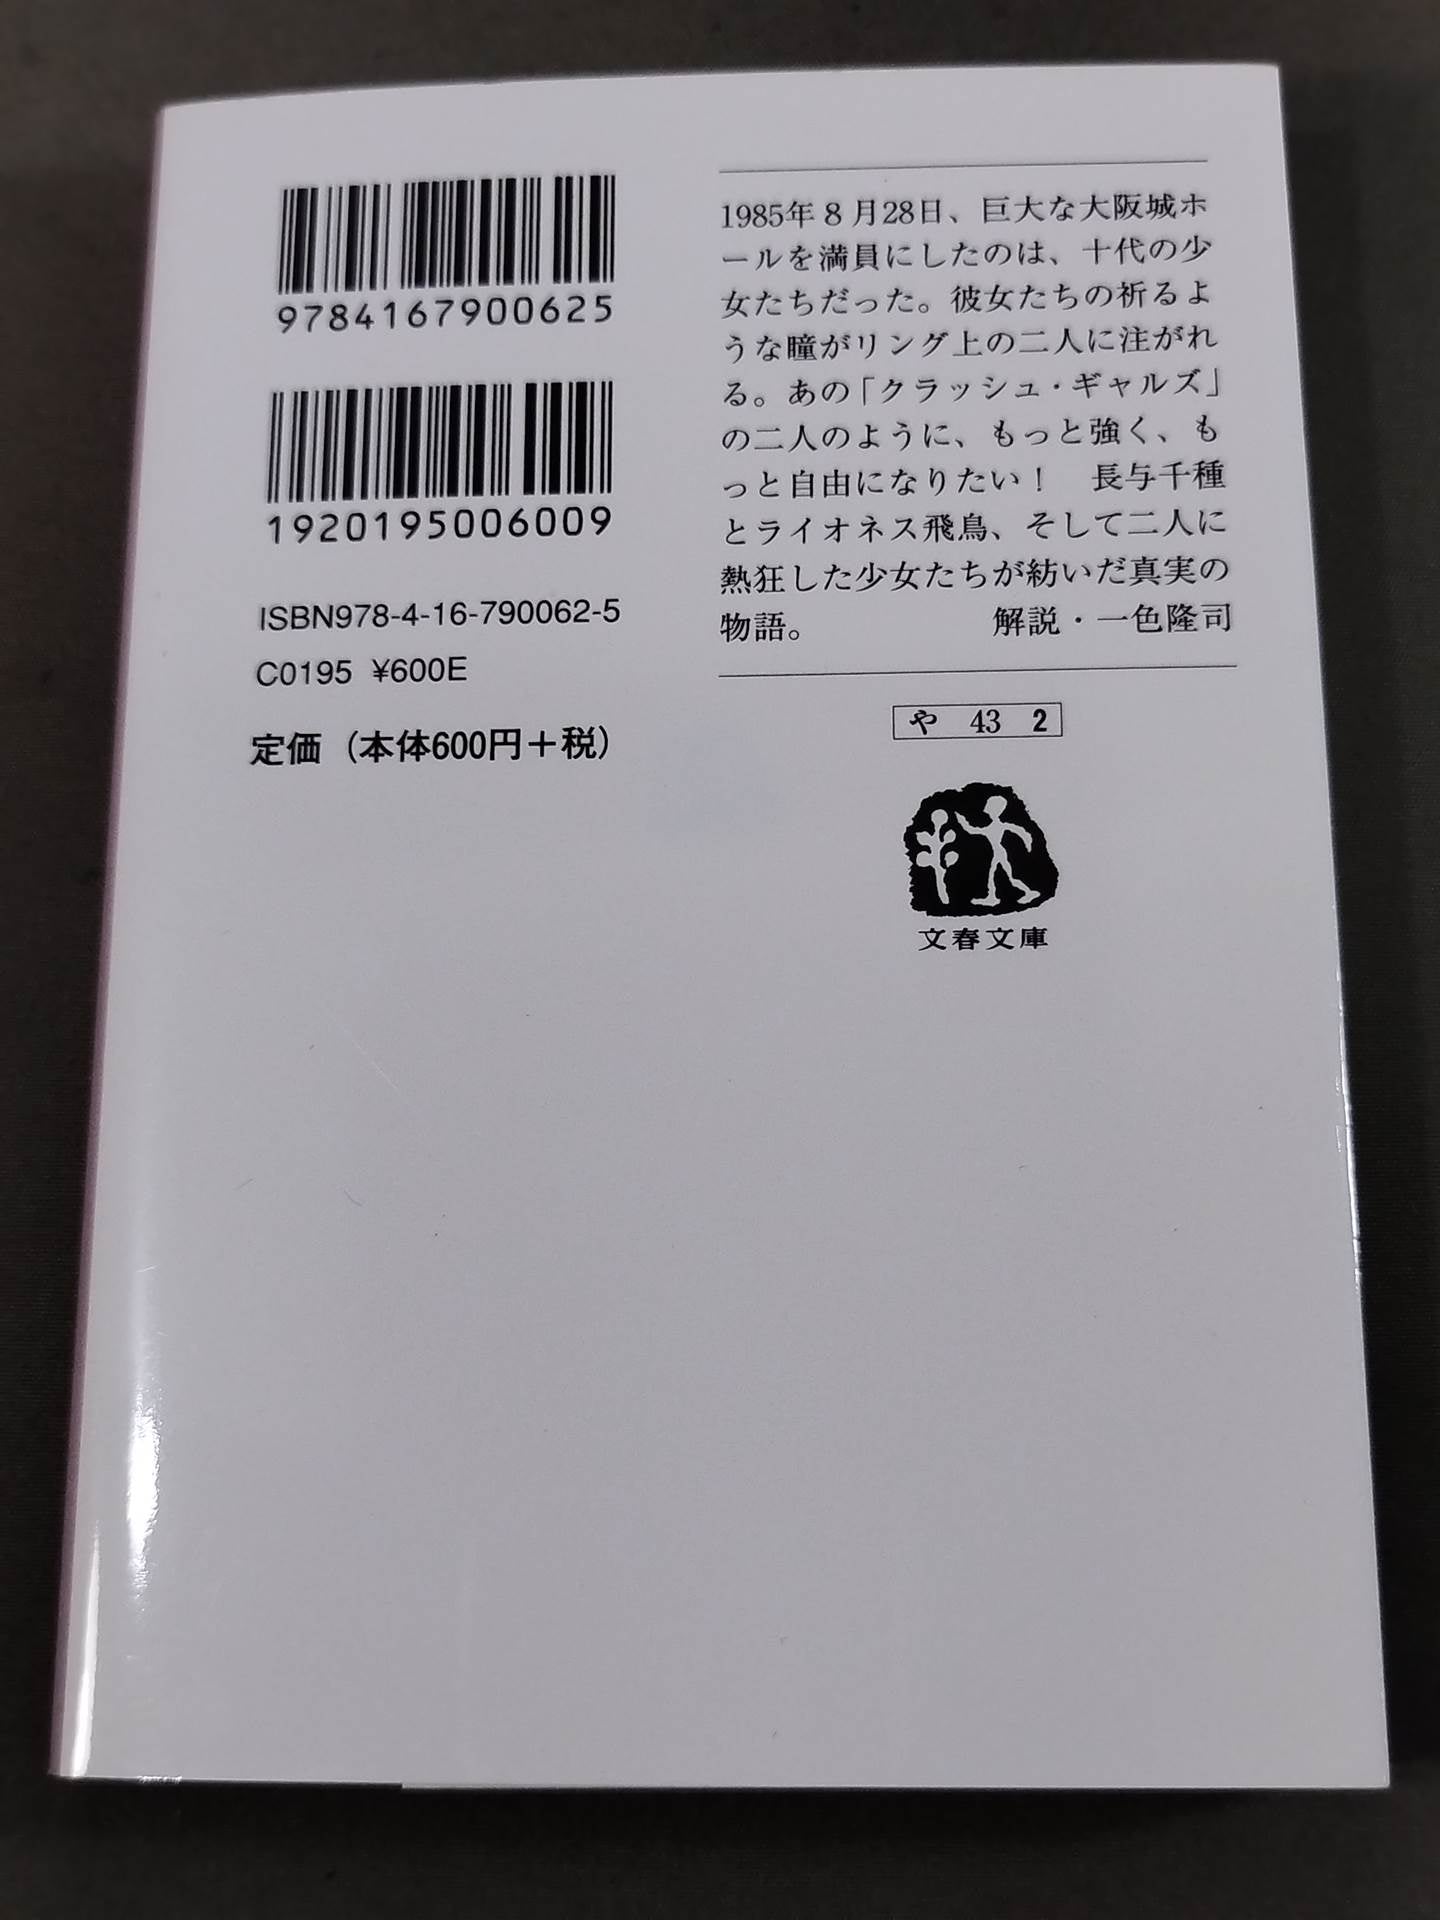 9784167900625
1920195006009
ISBN978-4-16-790062-5
C0195 ¥600E
定価（本体600円＋税）
1985年8月28日、巨大な大阪城ホ
ールを満員にしたのは、十代の少
女たちだった。彼女たちの祈るよ
うな瞳がリング上の二人に注がれ
る。あの「クラッシュ・ギャルズ」
の二人のように、もっと強く、も
っと自由になりたい！　長与千種
とライオネス飛鳥、そして二人に
熱狂した少女たちが紡いだ真実の
物語。　解説・一色隆司
や 43 2
文春文庫